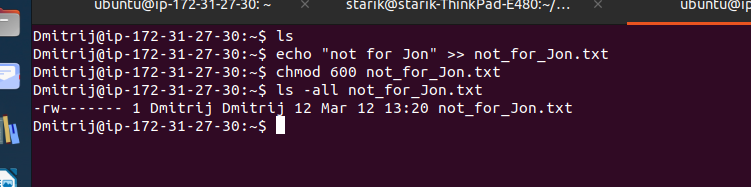 ubuntu@ip-172-31-27-30: ~ × starik@starik-ThinkPad-E480:~/… × ubuntu@ip
Dmitrij@ip-172-31-27-30:~$ ls
Dmitrij@ip-172-31-27-30:~$ echo "not for Jon" >> not_for_Jon.txt
Dmitrij@ip-172-31-27-30:~$ chmod 600 not_for_Jon.txt
Dmitrij@ip-172-31-27-30:~$ ls -all not_for_Jon.txt
-rw------- 1 Dmitrij Dmitrij 12 Mar 12 13:20 not_for_Jon.txt
Dmitrij@ip-172-31-27-30:~$